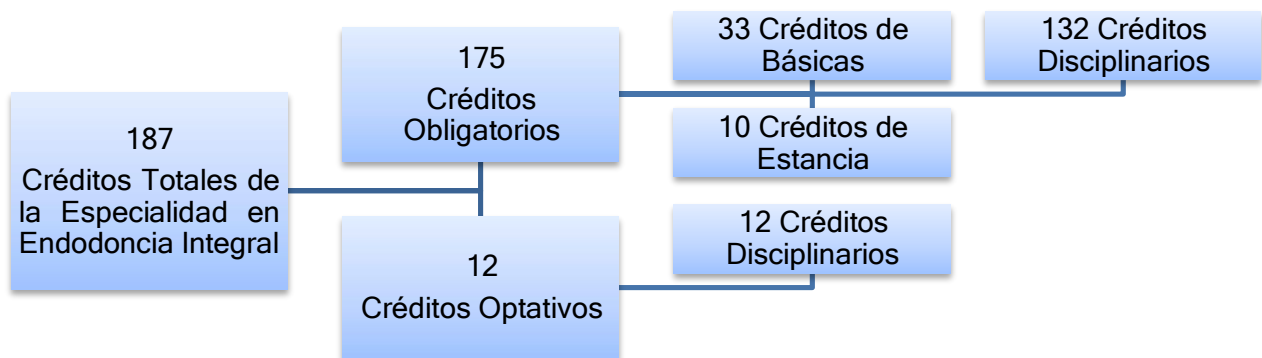 187
Créditos Totales de
la Especialidad en
Endodoncia Integral
175
Créditos
Obligatorios
33 Créditos de
Básicas
132 Créditos
Disciplinarios
10 Créditos de
Estancia
12
Créditos Optativos
12 Créditos
Disciplinarios